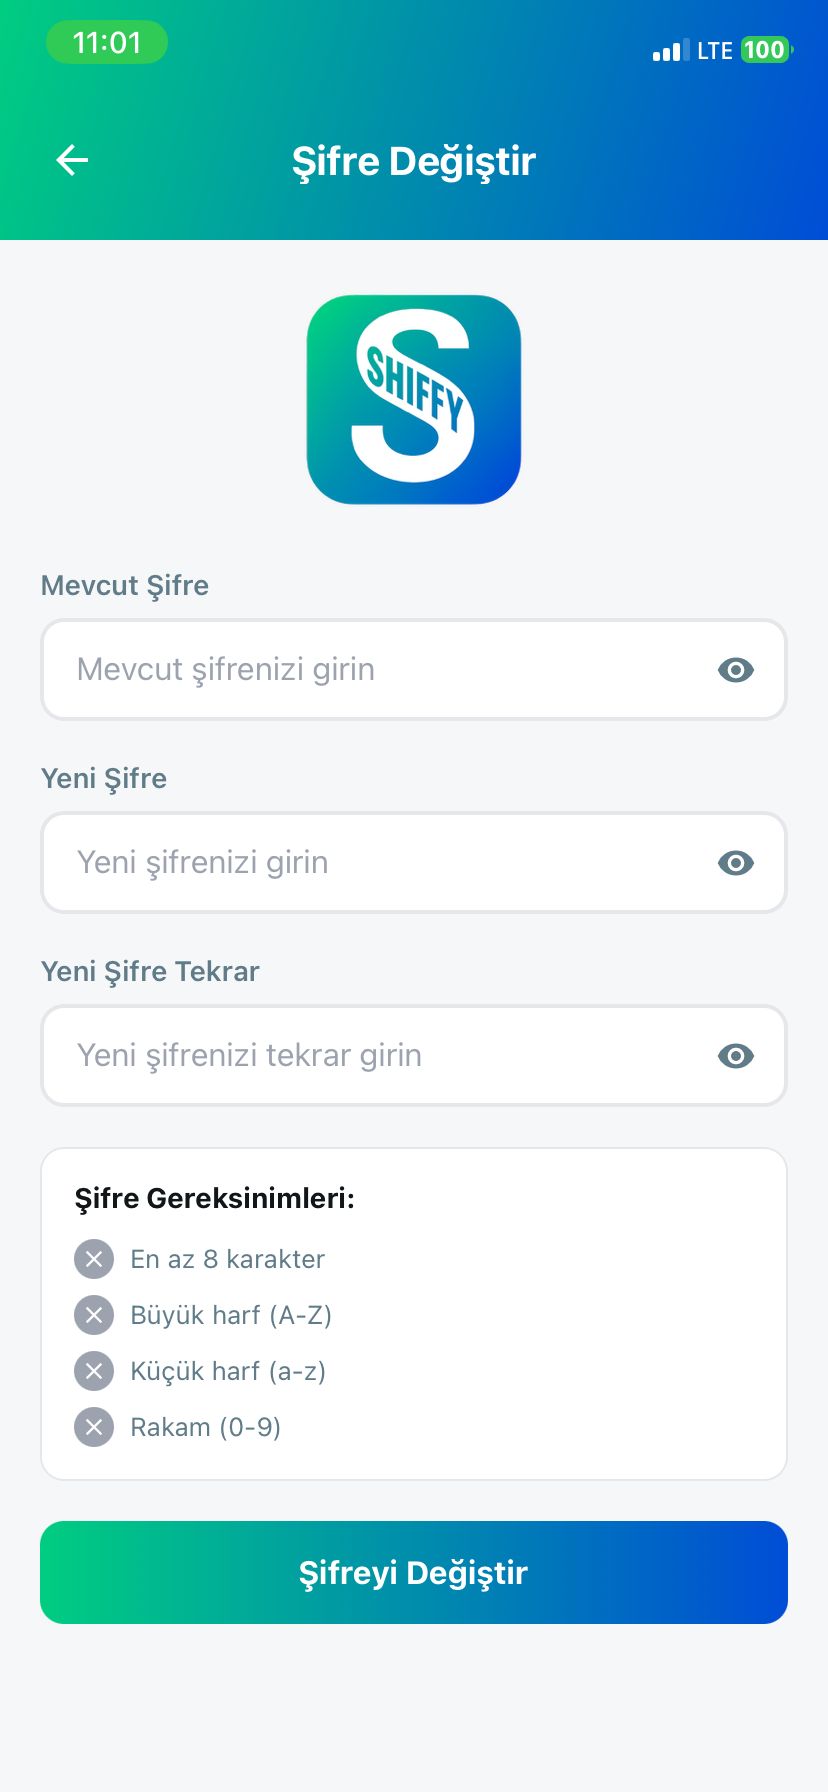 11:01
LTE 100
Şifre Değiştir
SHIFFY
Mevcut Şifre
Mevcut şifrenizi girin
Yeni Şifre
Yeni şifrenizi girin
Yeni Şifre Tekrar
Yeni şifrenizi tekrar girin
Şifre Gereksinimleri:
En az 8 karakter
Büyük harf (A-Z)
Küçük harf (a-z)
Rakam (0-9)
Şifreyi Değiştir